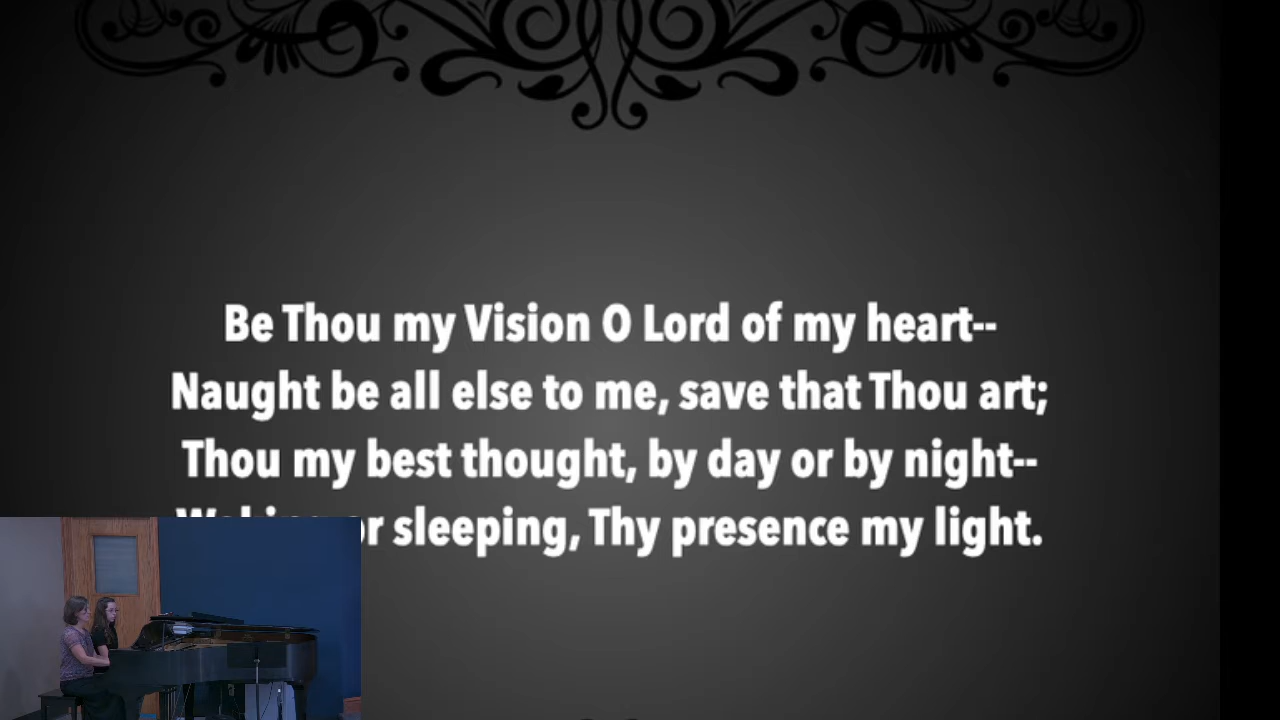 Be Thou my Vision O Lord of my heart--
Naught be all else to me, save that Thou art;
Thou my best thought, by day or by night--
or sleeping, Thy presence my light.